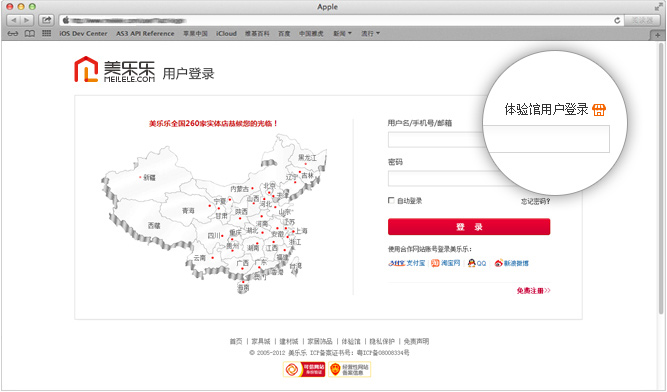 Apple
iOS Dev Center AS3 API Reference 苹果中国 iCloud 维基百科 百度 中国雅虎 新闻 流行
美乐乐
MEILELE.COM
用户登录
体验馆用户登录
美乐乐全国260家实体店恭候您的光临！
用户名/手机号/邮箱
密码
自动登录 忘记密码?
登 录
使用合作网站账号登录美乐乐：
支付宝 淘宝网 QQ 新浪微博
免费注册>>
黑龙江
吉林
辽宁
新疆
内蒙古
北京
天津
宁夏
山西
河北
青海
甘肃
陕西
山东
西藏
河南
江苏
四川
重庆
湖北
安徽
上海
贵州
湖南
江西
浙江
云南
福建
广西
广东
台湾
香港
海南
首页 | 家具城 | 建材城 | 家居饰品 | 体验馆 | 隐私保护 | 免责声明
© 2005-2012 美乐乐 ICP备案证书号：粤ICP备08008334号
可信网站
身份验证
经营性网站
备案信息